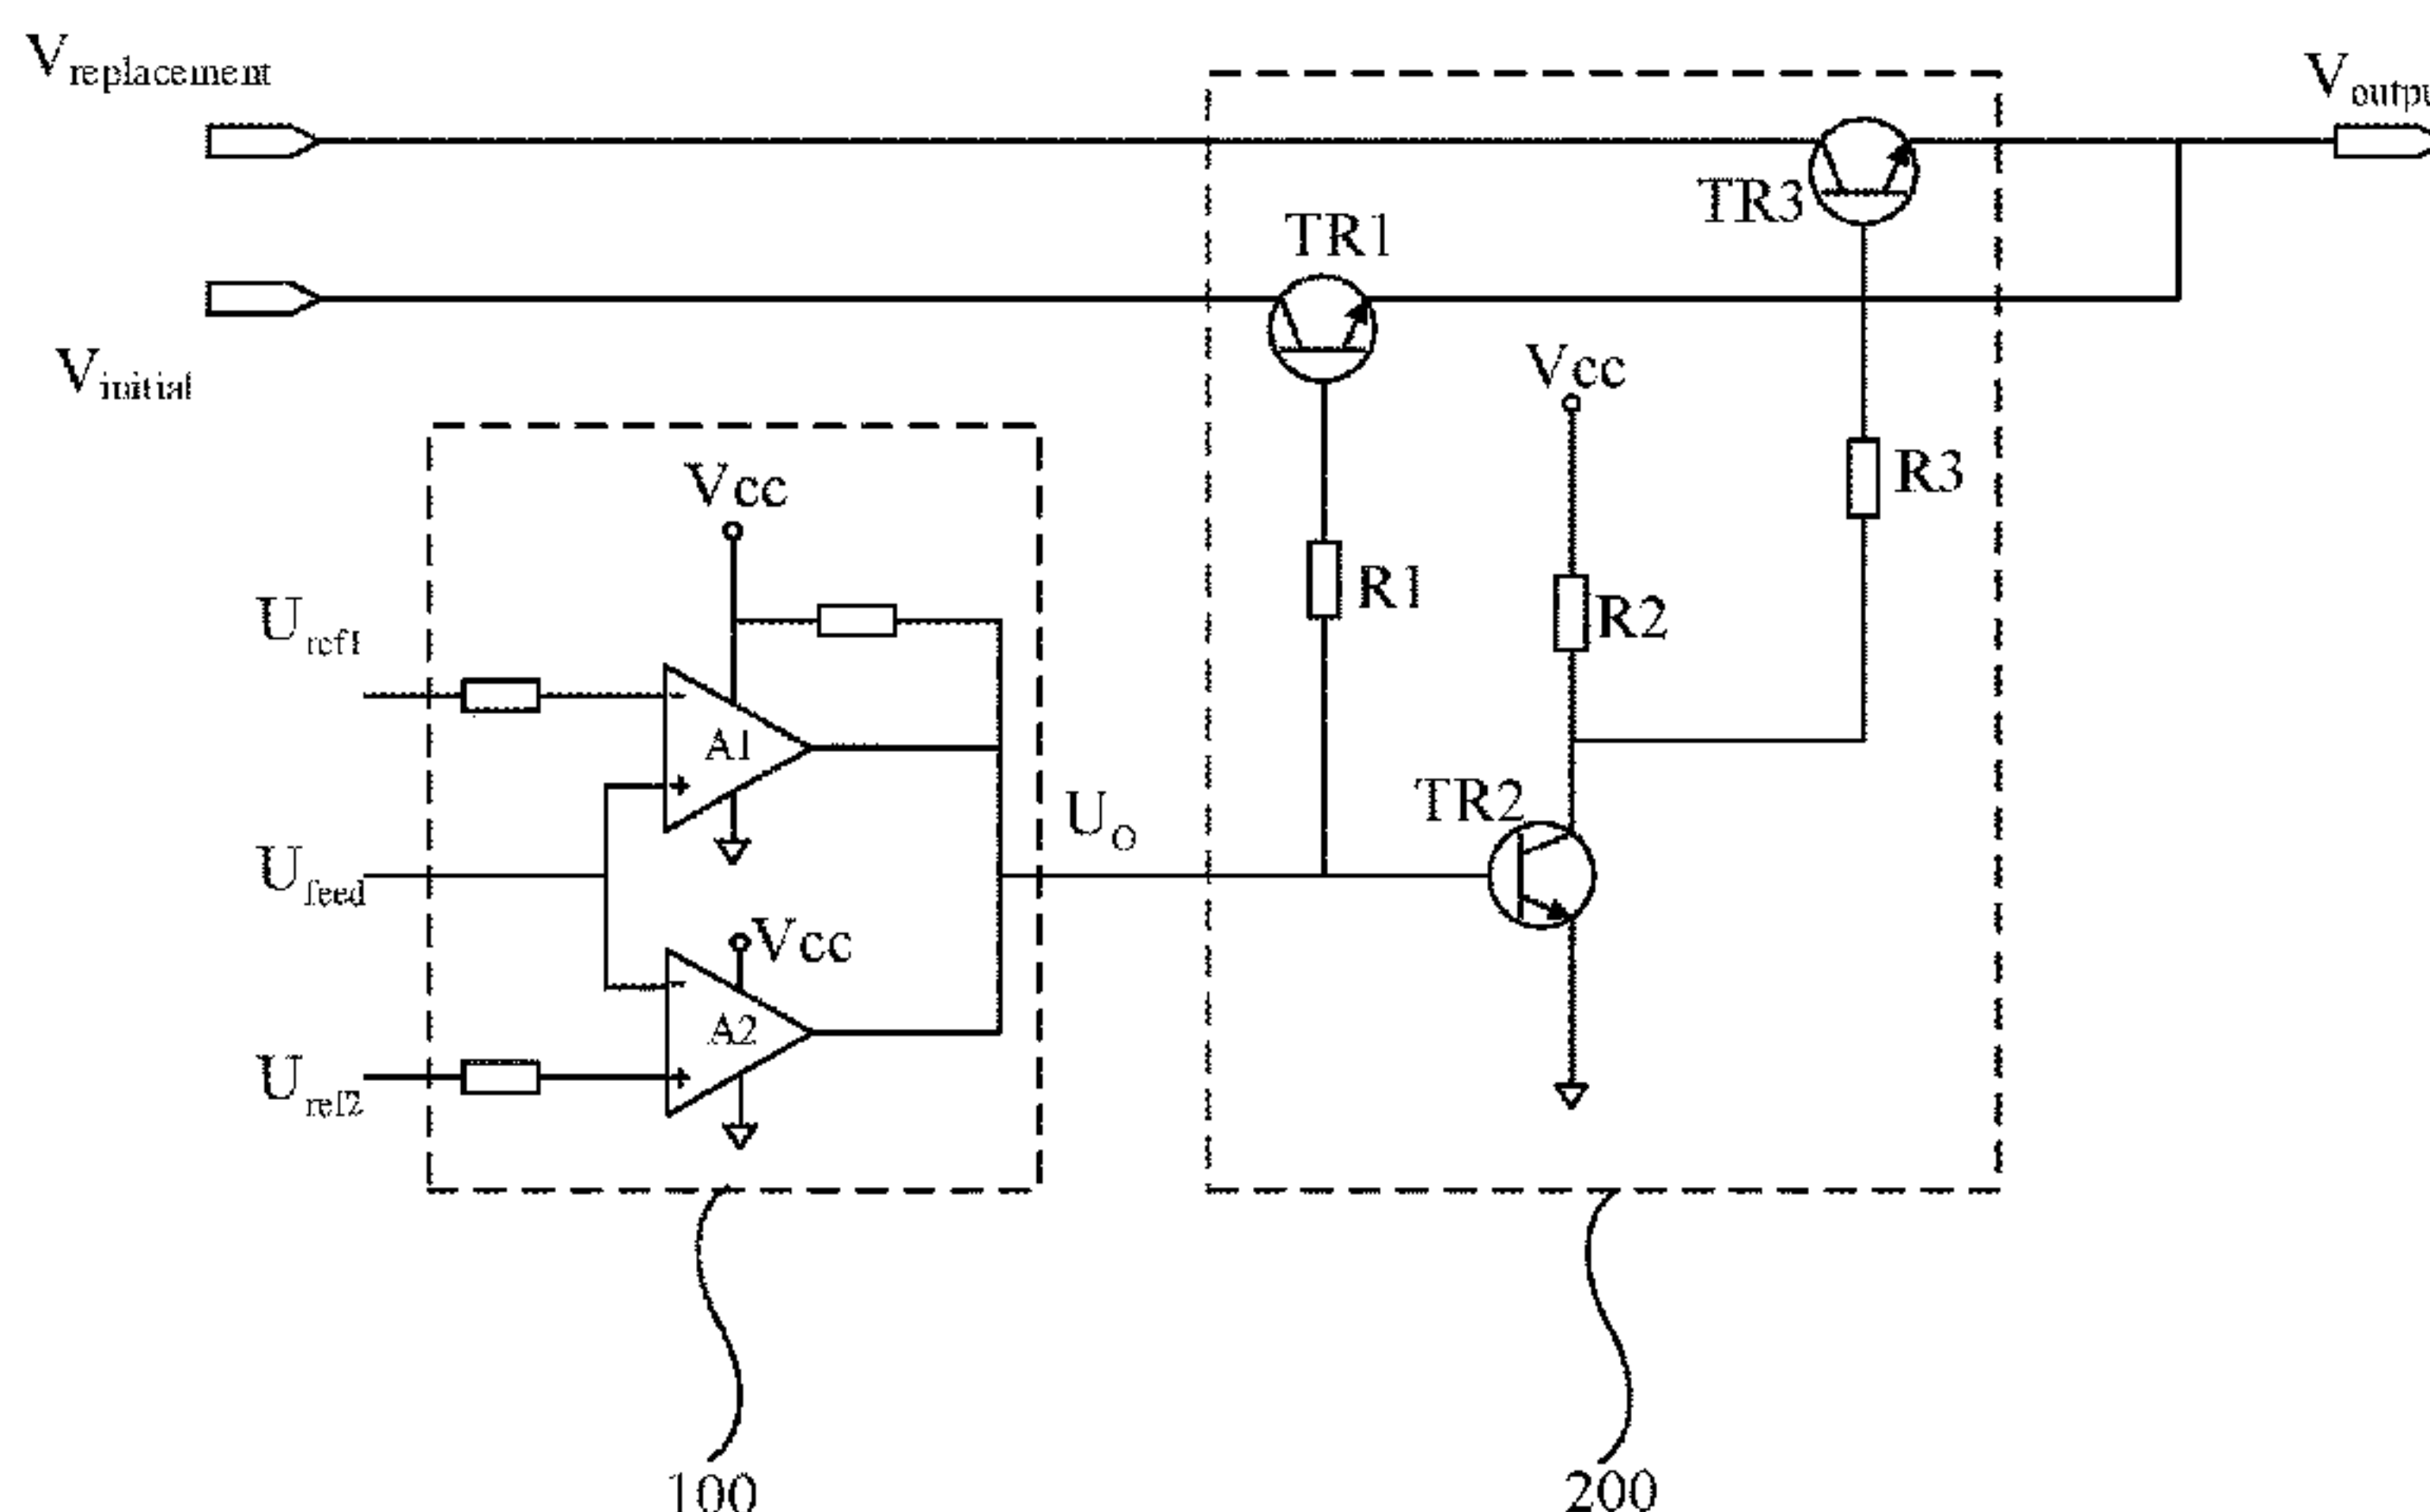 Vreplacement
Voutpu
TR3
TR1
Vinitial
Vcc
Vcc
R3
R1
R2
Uref1
A1
TR2
UO
Ufeed
Vcc
A2
Uref2
100
200